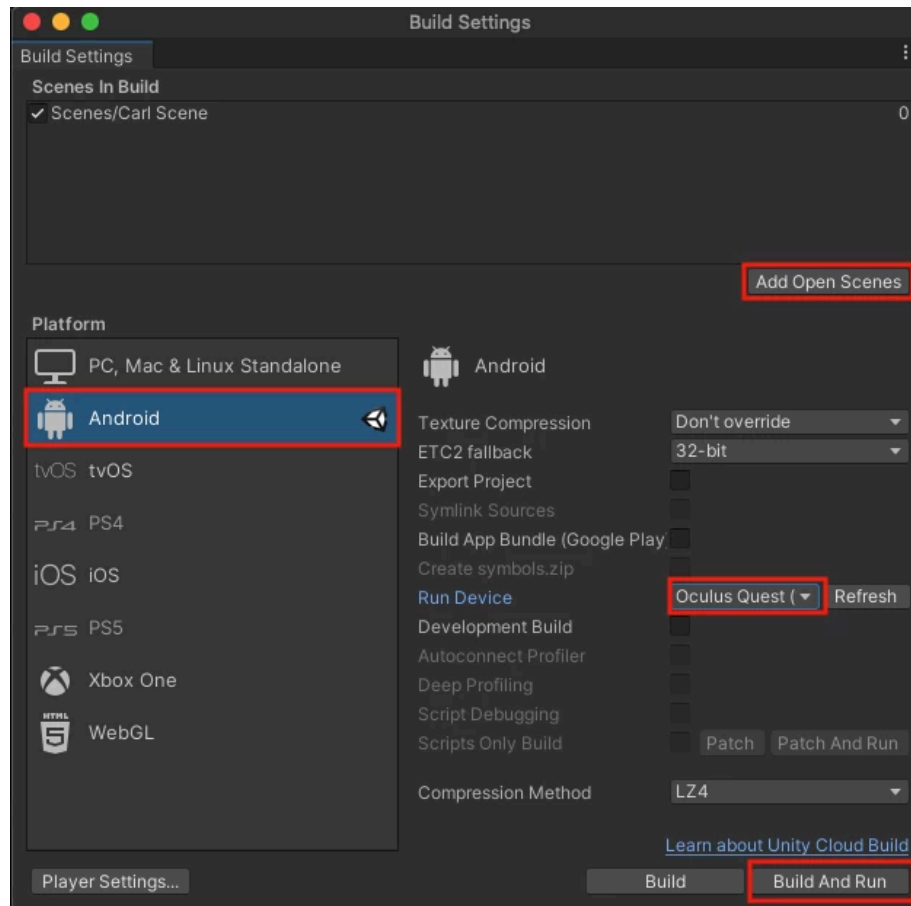 Build Settings
Build Settings
Scenes In Build
Scenes/Carl Scene 0
Add Open Scenes
Platform
PC, Mac & Linux Standalone
Android
tvOS tvOS
PS4 PS4
iOS iOS
PS5 PS5
Xbox One
HTML 5 WebGL
Android
Texture Compression Don't override
ETC2 fallback 32-bit
Export Project
Symlink Sources
Build App Bundle (Google Play
Create symbols.zip
Run Device Oculus Quest ( Refresh
Development Build
Autoconnect Profiler
Deep Profiling
Script Debugging
Scripts Only Build Patch Patch And Run
Compression Method LZ4
Learn about Unity Cloud Build
Player Settings... Build Build And Run